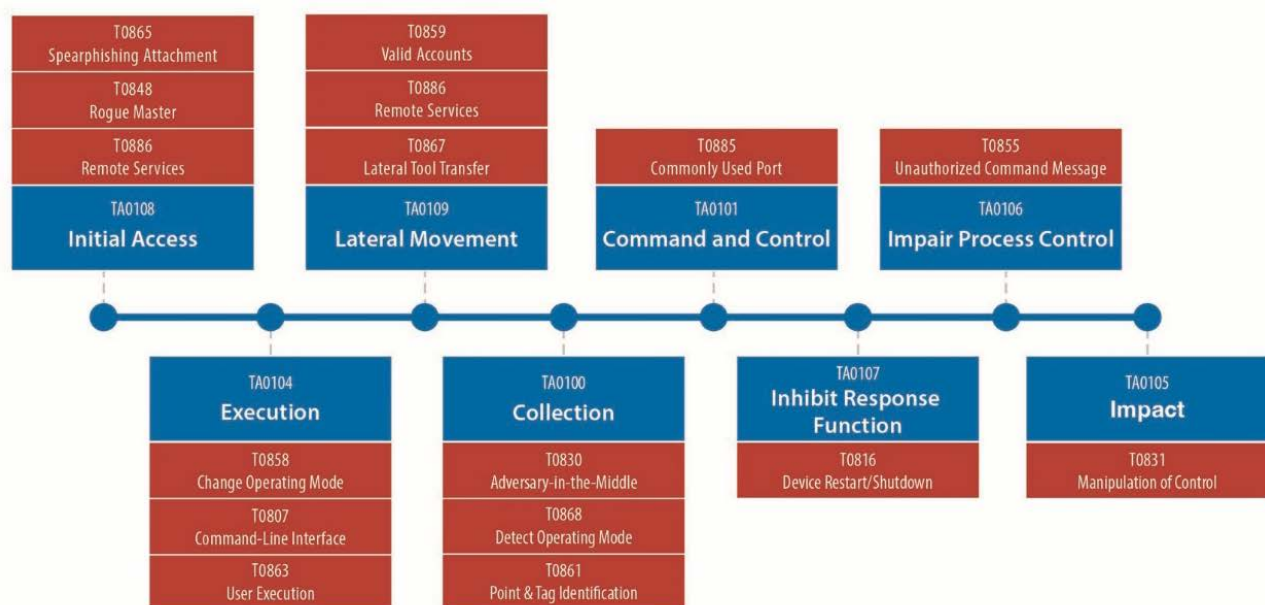 T0865
Spearphishing Attachment
T0848
Rogue Master
T0886
Remote Services
TA0108
Initial Access
T0859
Valid Accounts
T0886
Remote Services
T0867
Lateral Tool Transfer
TA0109
Lateral Movement
T0885
Commonly Used Port
TA0101
Command and Control
T0855
Unauthorized Command Message
TA0106
Impair Process Control
TA0104
Execution
T0858
Change Operating Mode
T0807
Command-Line Interface
T0863
User Execution
TA0100
Collection
T0830
Adversary-in-the-Middle
T0868
Detect Operating Mode
T0861
Point & Tag Identification
TA0107
Inhibit Response
Function
T0816
Device Restart/Shutdown
TA0105
Impact
T0831
Manipulation of Control